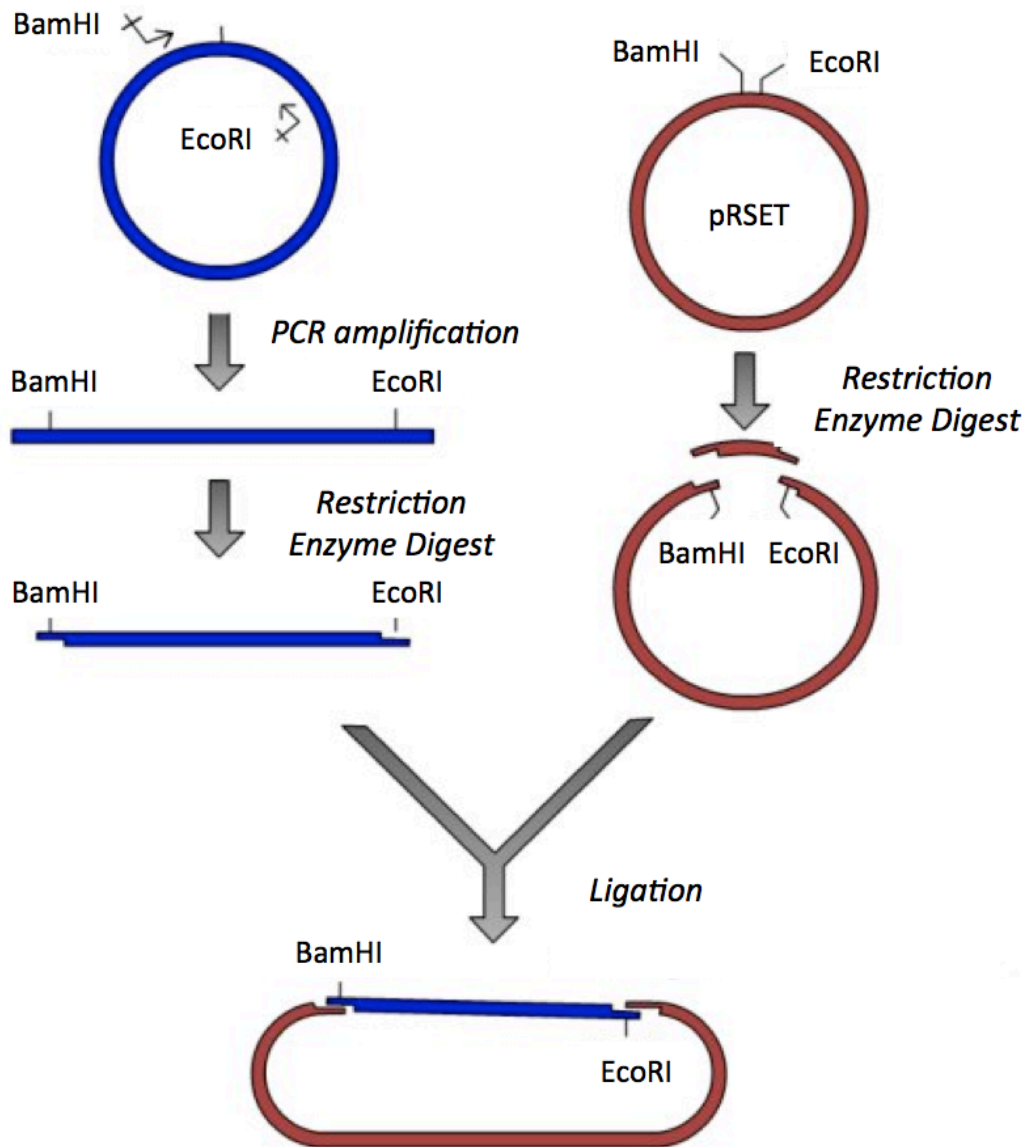 BamHI
EcoRI
BamHI
EcoRI
pRSET
PCR amplification
BamHI
EcoRI
Restriction
Enzyme Digest
Restriction
Enzyme Digest
BamHI
EcoRI
BamHI
EcoRI
Ligation
BamHI
EcoRI